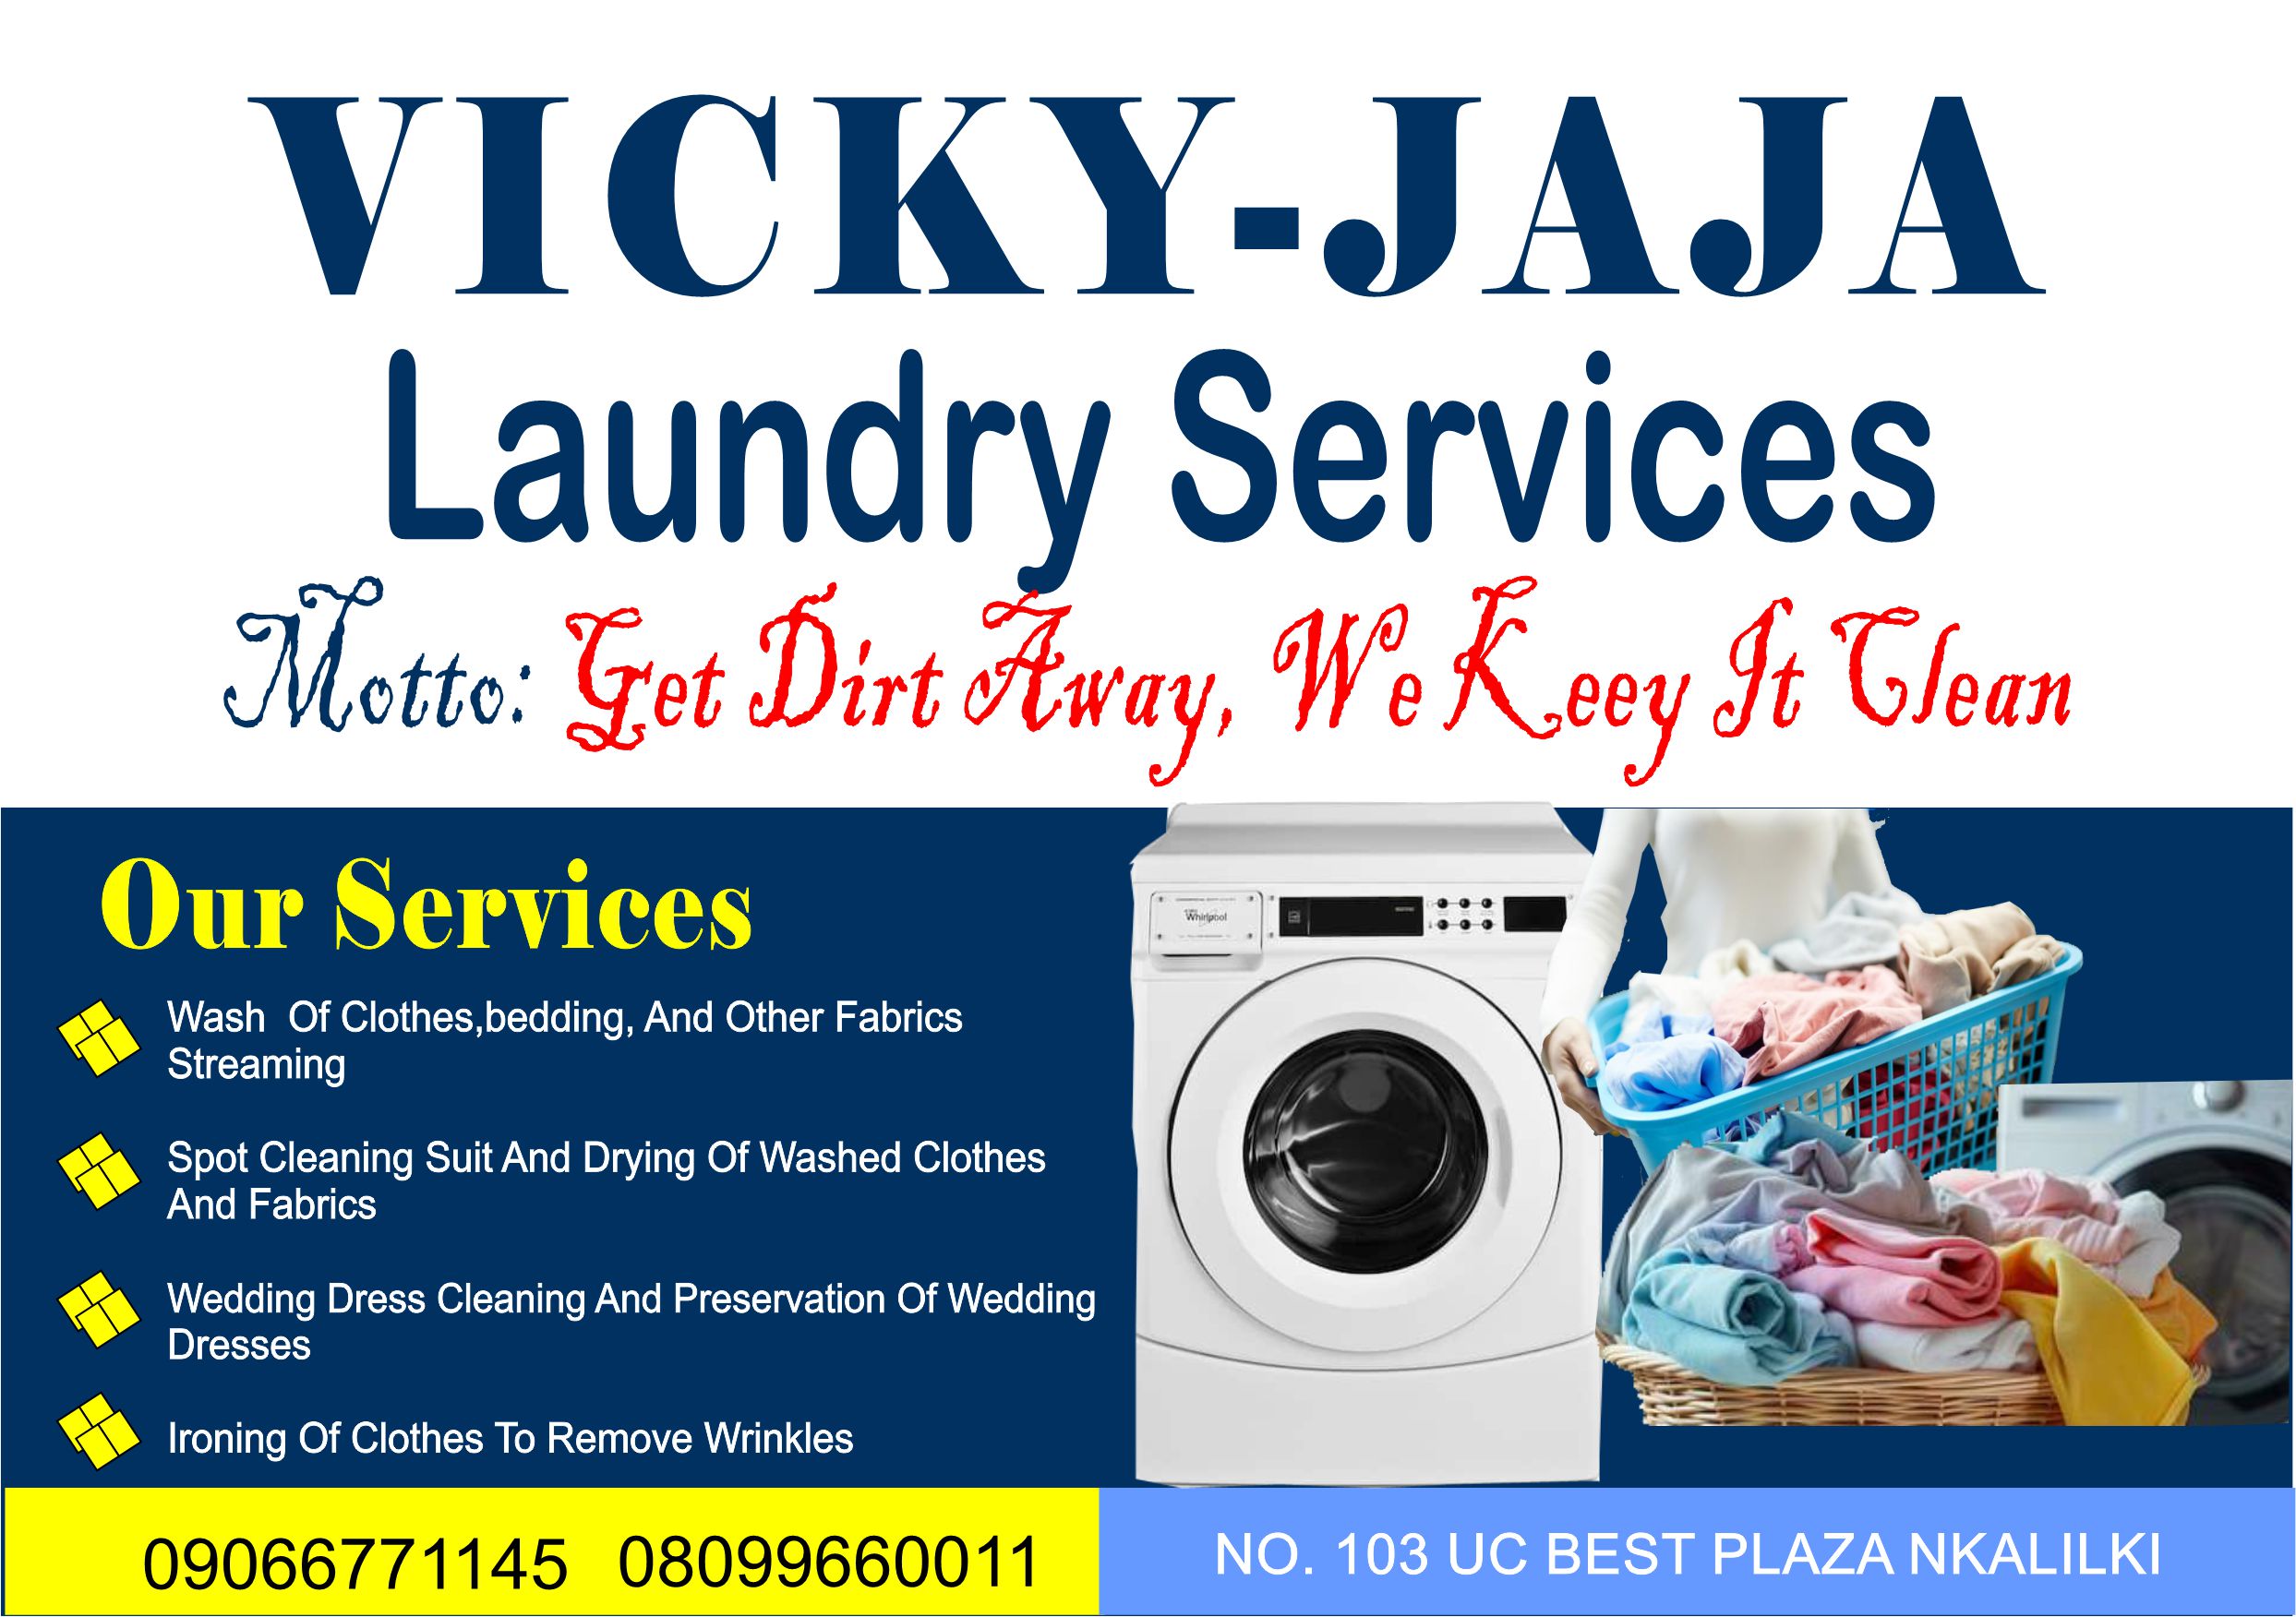 VICKY-JAJA
Laundry Services
Motto: Get Dirt Away, We Keey It Clean
Our Services
Wash Of Clothes,bedding, And Other Fabrics
Streaming
Spot Cleaning Suit And Drying Of Washed Clothes
And Fabrics
Wedding Dress Cleaning And Preservation Of Wedding
Dresses
Ironing Of Clothes To Remove Wrinkles
Whirlpool
09066771145 08099660011
NO. 103 UC BEST PLAZA NKALILKI